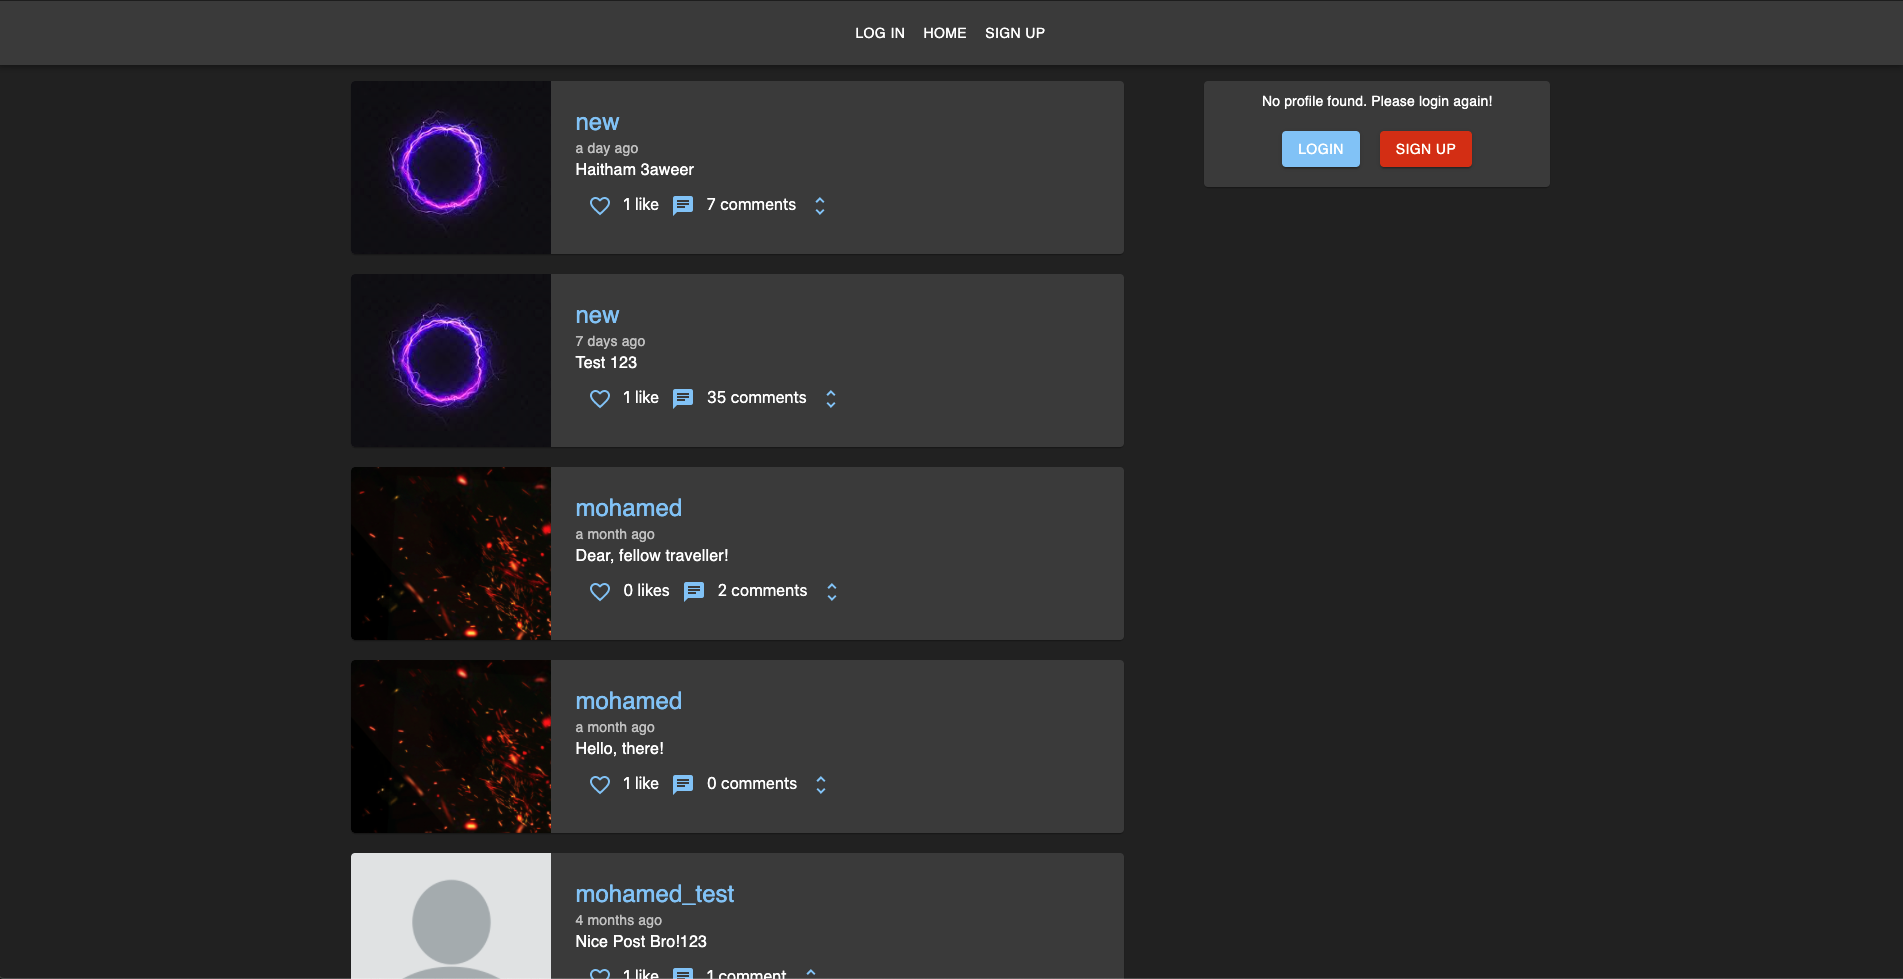 LOG IN HOME SIGN UP
new
a day ago
Haitham 3aweer
1 like 7 comments
new
7 days ago
Test 123
1 like 35 comments
mohamed
a month ago
Dear, fellow traveller!
0 likes 2 comments
mohamed
a month ago
Hello, there!
1 like 0 comments
mohamed_test
4 months ago
Nice Post Bro!123
1 like 1 comment
No profile found. Please login again!
LOGIN SIGN UP